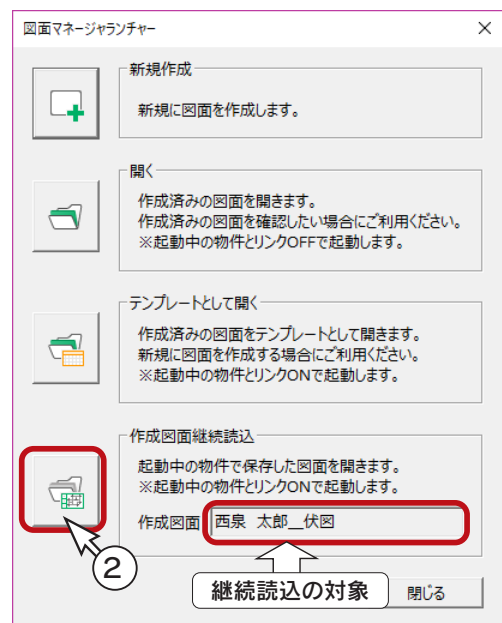 図面マネージャランチャー
新規作成
新規に図面を作成します。
開く
作成済みの図面を開きます。
作成済みの図面を確認したい場合にご利用ください。
※起動中の物件とリンクOFFで起動します。
テンプレートとして開く
作成済みの図面をテンプレートとして開きます。
新規に図面を作成する場合にご利用ください。
※起動中の物件とリンクONで起動します。
作成図面継続読込
起動中の物件で保存した図面を開きます。
※起動中の物件とリンクONで起動します。
作成図面 西泉 太郎__伏図
②
継続読込の対象
閉じる